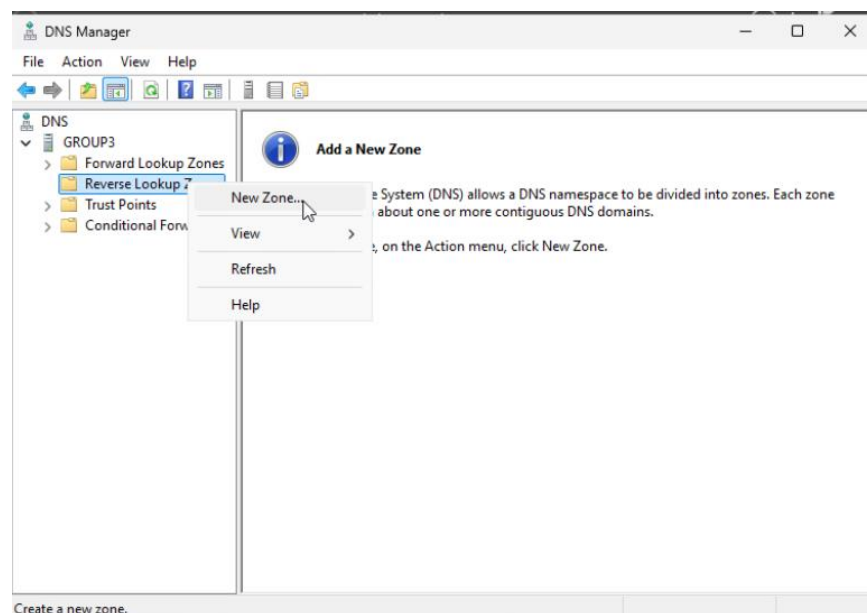 DNS Manager
File Action View Help
DNS
GROUP3
Forward Lookup Zones
Reverse Lookup
Trust Points
Conditional Forw
New Zone...
View
Refresh
Help
Add a New Zone
System (DNS) allows a DNS namespace to be divided into zones. Each zone
about one or more contiguous DNS domains.
, on the Action menu, click New Zone.
Create a new zone.